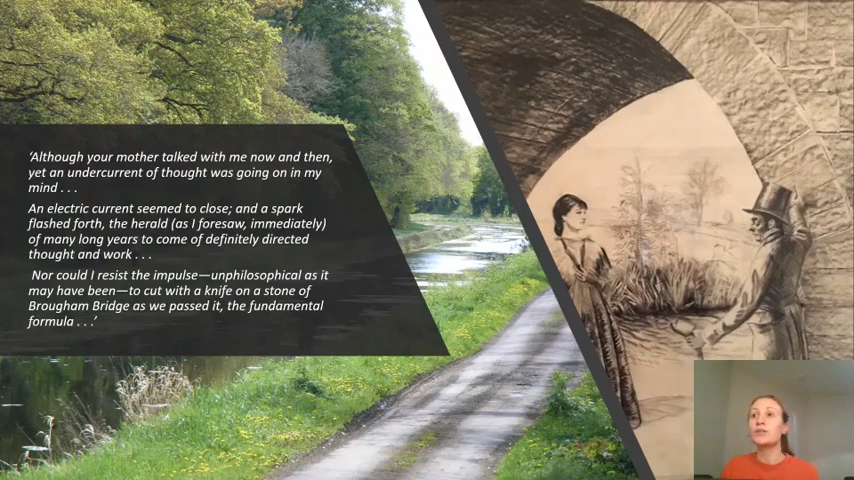 ‘Although your mother talked with me now and then,
yet an undercurrent of thought was going on in my
mind . . .
An electric current seemed to close; and a spark
flashed forth, the herald (as I foresaw, immediately)
of many long years to come of definitely directed
thought and work . . .
Nor could I resist the impulse—unphilosophical as it
may have been—to cut with a knife on a stone of
Brougham Bridge as we passed it, the fundamental
formula . . .’